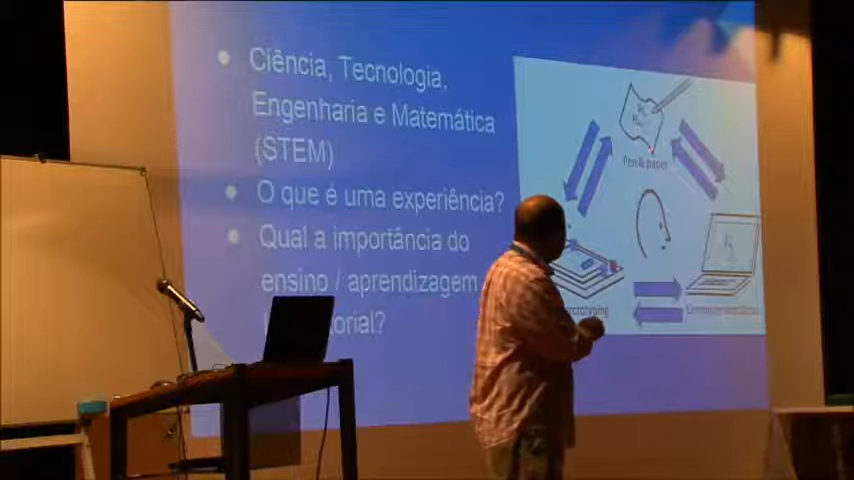 Ciência, Tecnologia,
Engenharia e Matemática
(STEM)
O que é uma experiência?
Qual a importância do
ensino / aprendizagem
Pen & paper